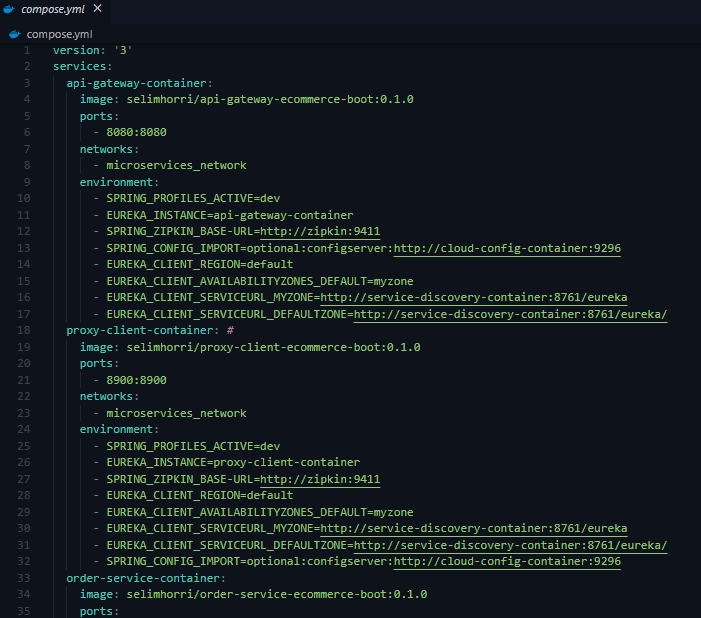 compose.yml ×
compose.yml
1 version: '3'
2 services:
3   api-gateway-container:
4     image: selimhorri/api-gateway-ecommerce-boot:0.1.0
5     ports:
6       - 8080:8080
7     networks:
8       - microservices_network
9     environment:
10       - SPRING_PROFILES_ACTIVE=dev
11       - EUREKA_INSTANCE=api-gateway-container
12       - SPRING_ZIPKIN_BASE-URL=http://zipkin:9411
13       - SPRING_CONFIG_IMPORT=optional:configserver:http://cloud-config-container:9296
14       - EUREKA_CLIENT_REGION=default
15       - EUREKA_CLIENT_AVAILABILITYZONES_DEFAULT=myzone
16       - EUREKA_CLIENT_SERVICEURL_MYZONE=http://service-discovery-container:8761/eureka
17       - EUREKA_CLIENT_SERVICEURL_DEFAULTZONE=http://service-discovery-container:8761/eureka/
18   proxy-client-container: #
19     image: selimhorri/proxy-client-ecommerce-boot:0.1.0
20     ports:
21       - 8900:8900
22     networks:
23       - microservices_network
24     environment:
25       - SPRING_PROFILES_ACTIVE=dev
26       - EUREKA_INSTANCE=proxy-client-container
27       - SPRING_ZIPKIN_BASE-URL=http://zipkin:9411
28       - EUREKA_CLIENT_REGION=default
29       - EUREKA_CLIENT_AVAILABILITYZONES_DEFAULT=myzone
30       - EUREKA_CLIENT_SERVICEURL_MYZONE=http://service-discovery-container:8761/eureka
31       - EUREKA_CLIENT_SERVICEURL_DEFAULTZONE=http://service-discovery-container:8761/eureka/
32       - SPRING_CONFIG_IMPORT=optional:configserver:http://cloud-config-container:9296
33   order-service-container:
34     image: selimhorri/order-service-ecommerce-boot:0.1.0
35     ports: